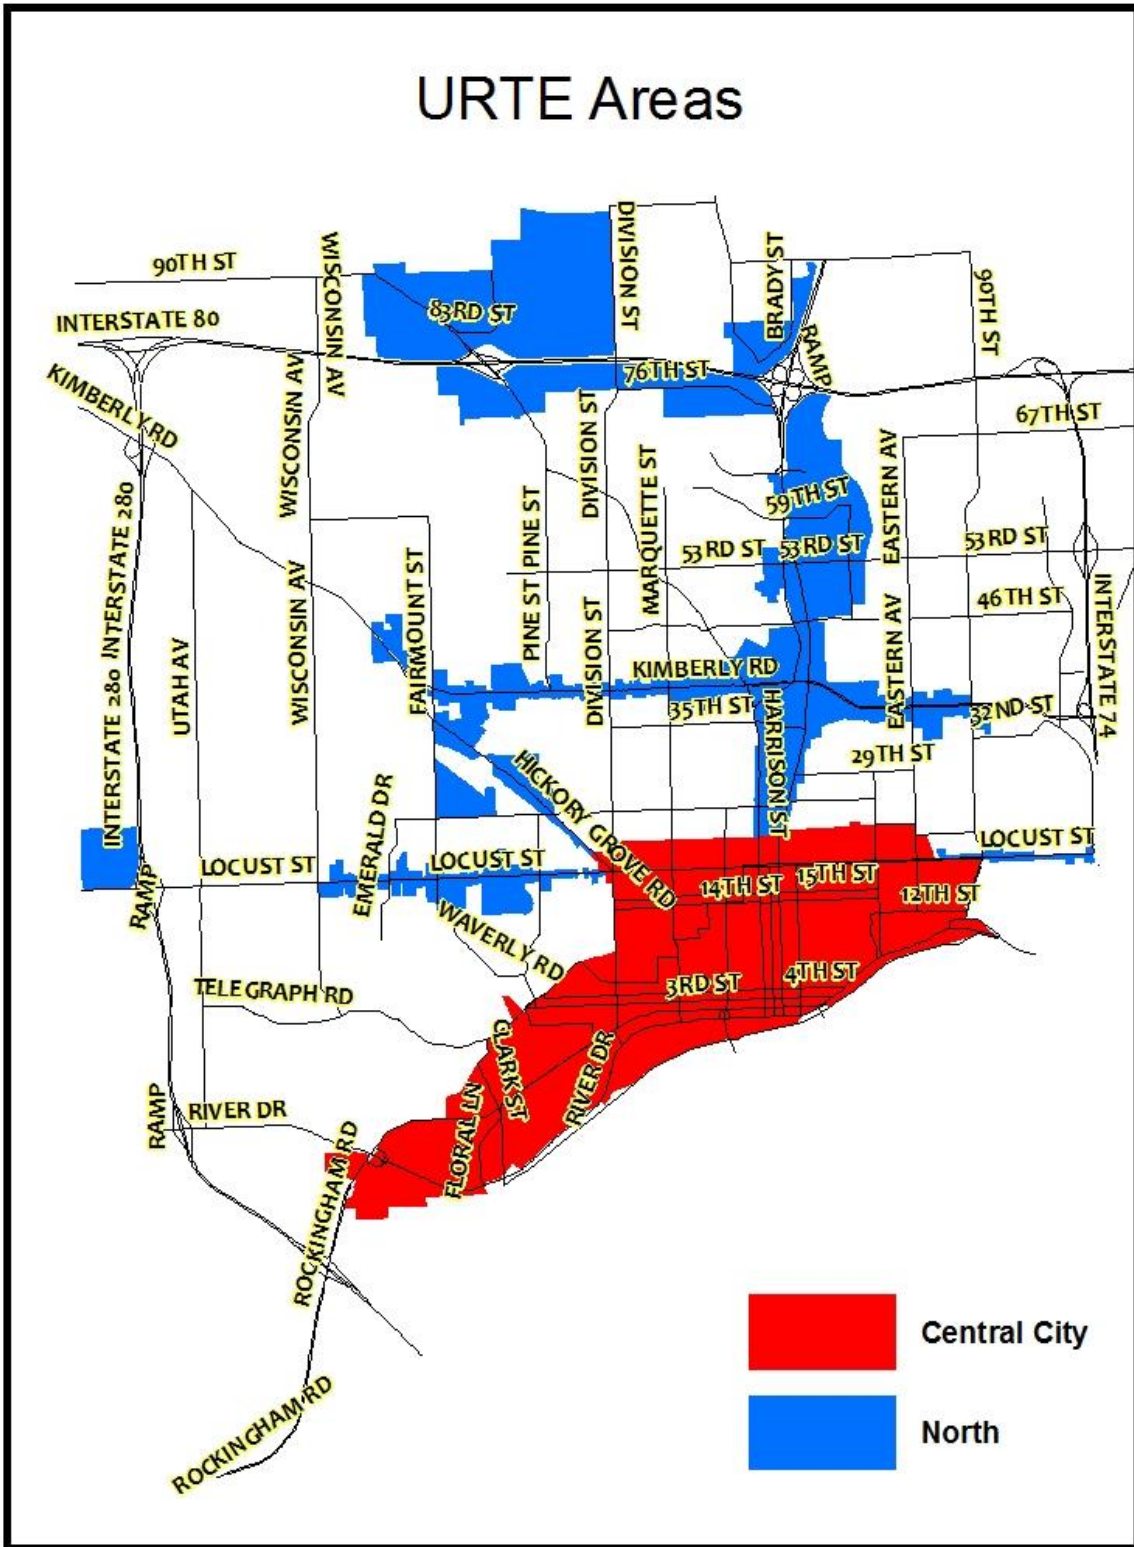 URTE Areas
DIVISION ST
90TH ST
WISCONSIN AV
BRADY ST
90TH ST
83RD ST
INTERSTATE 80
RAMP
76TH ST
KIMBERLY RD
WISCONSIN AV
DIVISION ST
67TH ST
MARQUETTE ST
EASTERN AV
INTERSTATE 280
INTERSTATE 280
PINE ST
PINE ST
59TH ST
53RD ST
53RD ST
53RD ST
FAIRMOUNT ST
WISCONSIN AV
UTAH AV
DIVISION ST
46TH ST
INTERSTATE 74
EASTERN AV
KIMBERLY RD
35TH ST
HARRISON ST
32ND ST
29TH ST
HICKORY GROVE RD
EMERALD DR
LOCUST ST
LOCUST ST
LOCUST ST
RAMP
14TH ST
15TH ST
12TH ST
WAVERLY RD
TELEGRAPH RD
3RD ST
4TH ST
CLARK ST
RIVER DR
RAMP
RIVER DR
FLORAL LN
ROCKINGHAM RD
ROCKINGHAM RD
Central City
North